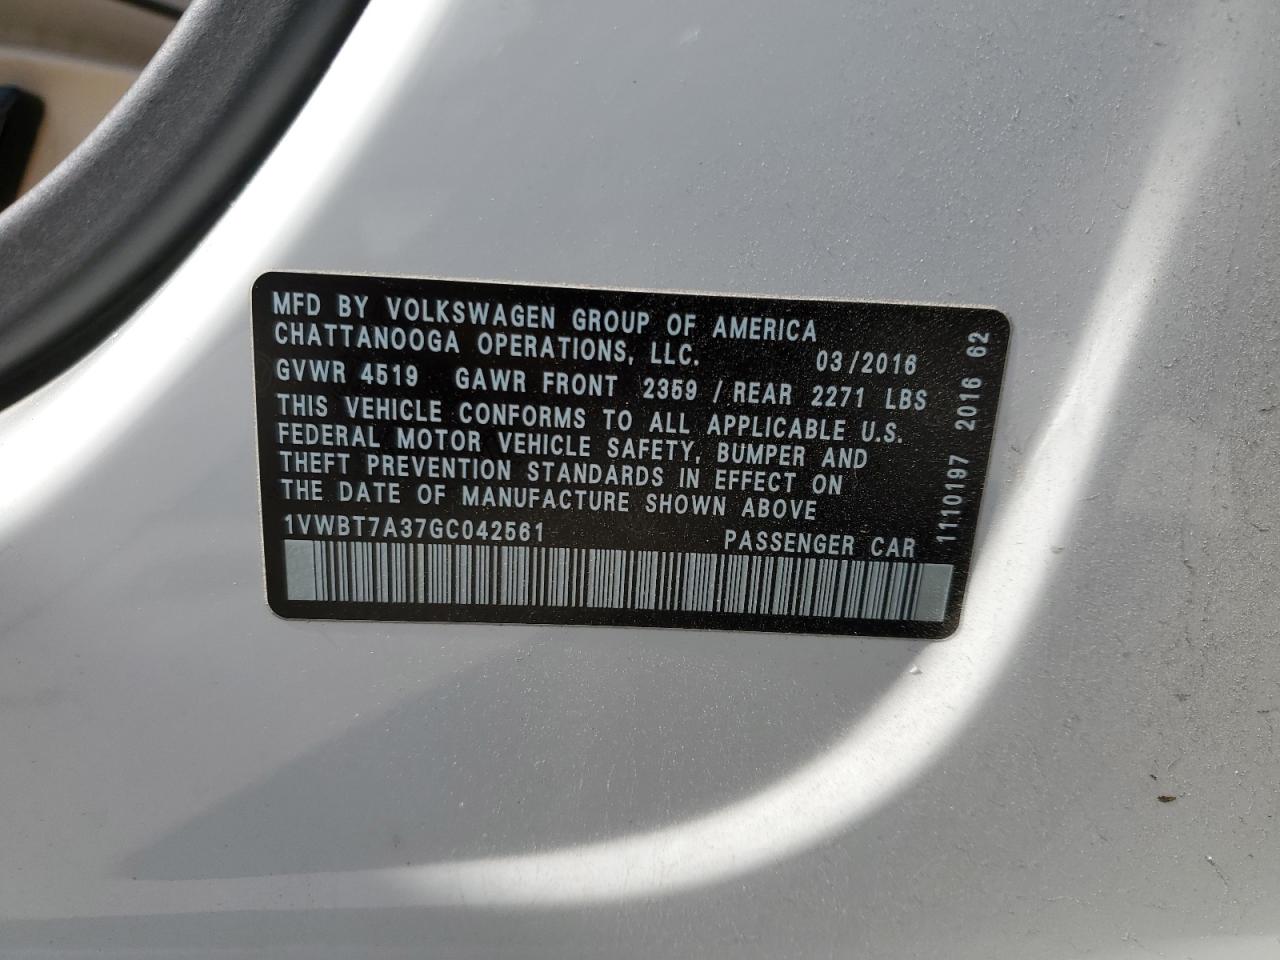 MFD BY VOLKSWAGEN GROUP OF AMERICA
CHATTANOOGA OPERATIONS, LLC. 03/2016
GVWR 4519 GAWR FRONT 2359 / REAR 2271 LBS
THIS VEHICLE CONFORMS TO ALL APPLICABLE U.S.
FEDERAL MOTOR VEHICLE SAFETY, BUMPER AND
THEFT PREVENTION STANDARDS IN EFFECT ON
THE DATE OF MANUFACTURE SHOWN ABOVE
1VWBT7A37GC042561 PASSENGER CAR
1110197 2016 62